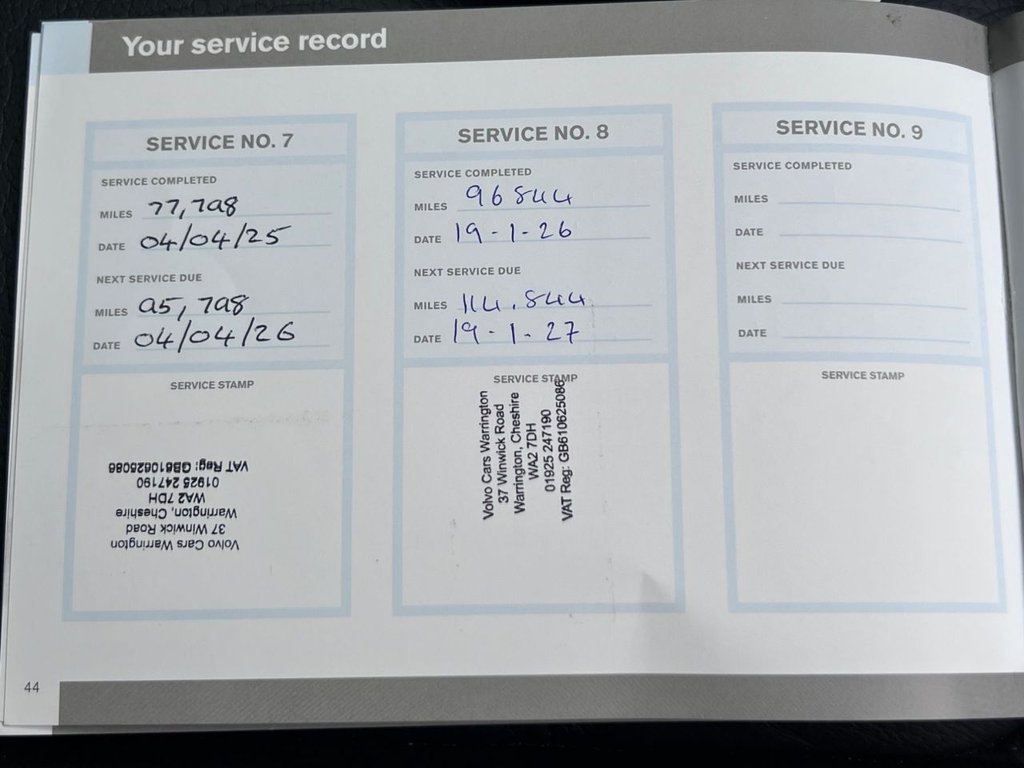 Your service record
SERVICE NO. 7
SERVICE COMPLETED
MILES 77,798
DATE 04/04/25
NEXT SERVICE DUE
MILES 95,798
DATE 04/04/26
SERVICE STAMP
Volvo Cars Warrington
37 Winwick Road
Warrington, Cheshire
WA2 7DH
01925 247190
VAT Reg: GB610625086
SERVICE NO. 8
SERVICE COMPLETED
MILES 96844
DATE 19-1-26
NEXT SERVICE DUE
MILES 114.844
DATE 19-1-27
SERVICE STAMP
Volvo Cars Warrington
37 Winwick Road
Warrington, Cheshire
WA2 7DH
01925 247190
VAT Reg: GB610625086
SERVICE NO. 9
SERVICE COMPLETED
MILES
DATE
NEXT SERVICE DUE
MILES
DATE
SERVICE STAMP
44